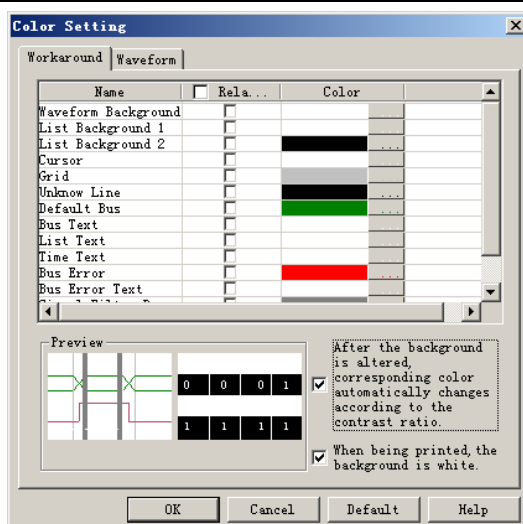 Color Setting
Workaround Waveform
Name Rela... Color
Waveform Background ...
List Background 1 ...
List Background 2 ...
Cursor ...
Grid ...
Unknow Line ...
Default Bus ...
Bus Text ...
List Text ...
Time Text ...
Bus Error ...
Bus Error Text ...
Preview
0 0 0 1
1 1 1 1
After the background
is altered,
corresponding color
automatically changes
according to the
contrast ratio.
When being printed, the
background is white.
OK Cancel Default Help